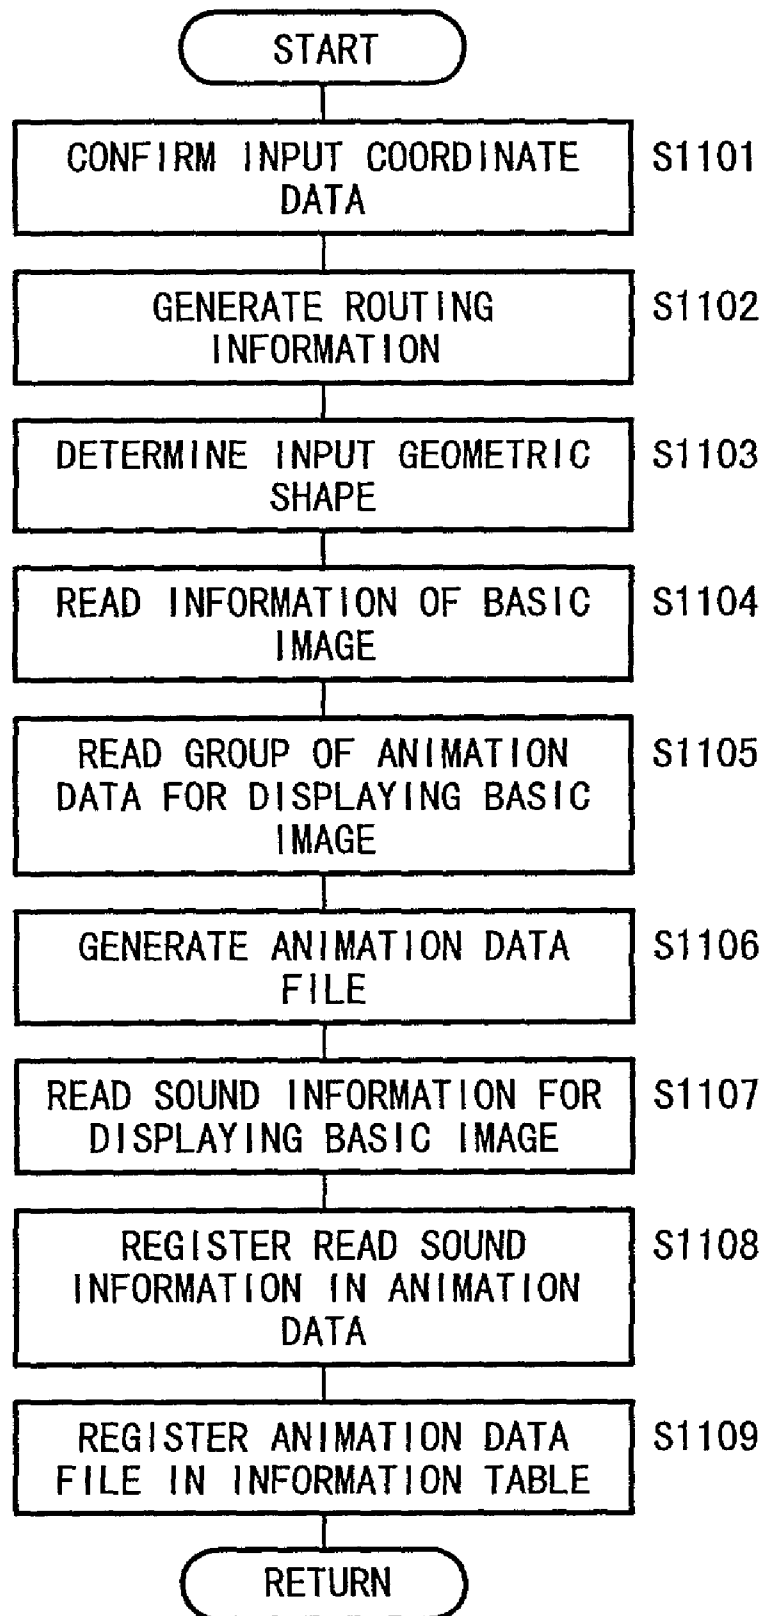 START
CONFIRM INPUT COORDINATE
DATA
S1101
GENERATE ROUTING
INFORMATION
S1102
DETERMINE INPUT GEOMETRIC
SHAPE
S1103
READ INFORMATION OF BASIC
IMAGE
S1104
READ GROUP OF ANIMATION
DATA FOR DISPLAYING BASIC
IMAGE
S1105
GENERATE ANIMATION DATA
FILE
S1106
READ SOUND INFORMATION FOR
DISPLAYING BASIC IMAGE
S1107
REGISTER READ SOUND
INFORMATION IN ANIMATION
DATA
S1108
REGISTER ANIMATION DATA
FILE IN INFORMATION TABLE
S1109
RETURN